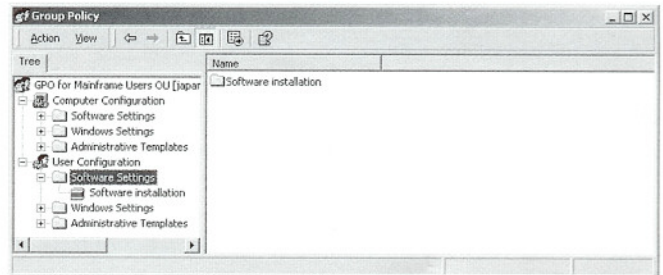 Group Policy
Action View
Tree
Name
GPO for Mainframe Users OU [japar
Computer Configuration
Software Settings
Windows Settings
Administrative Templates
User Configuration
Software Settings
Software installation
Windows Settings
Administrative Templates
Software installation